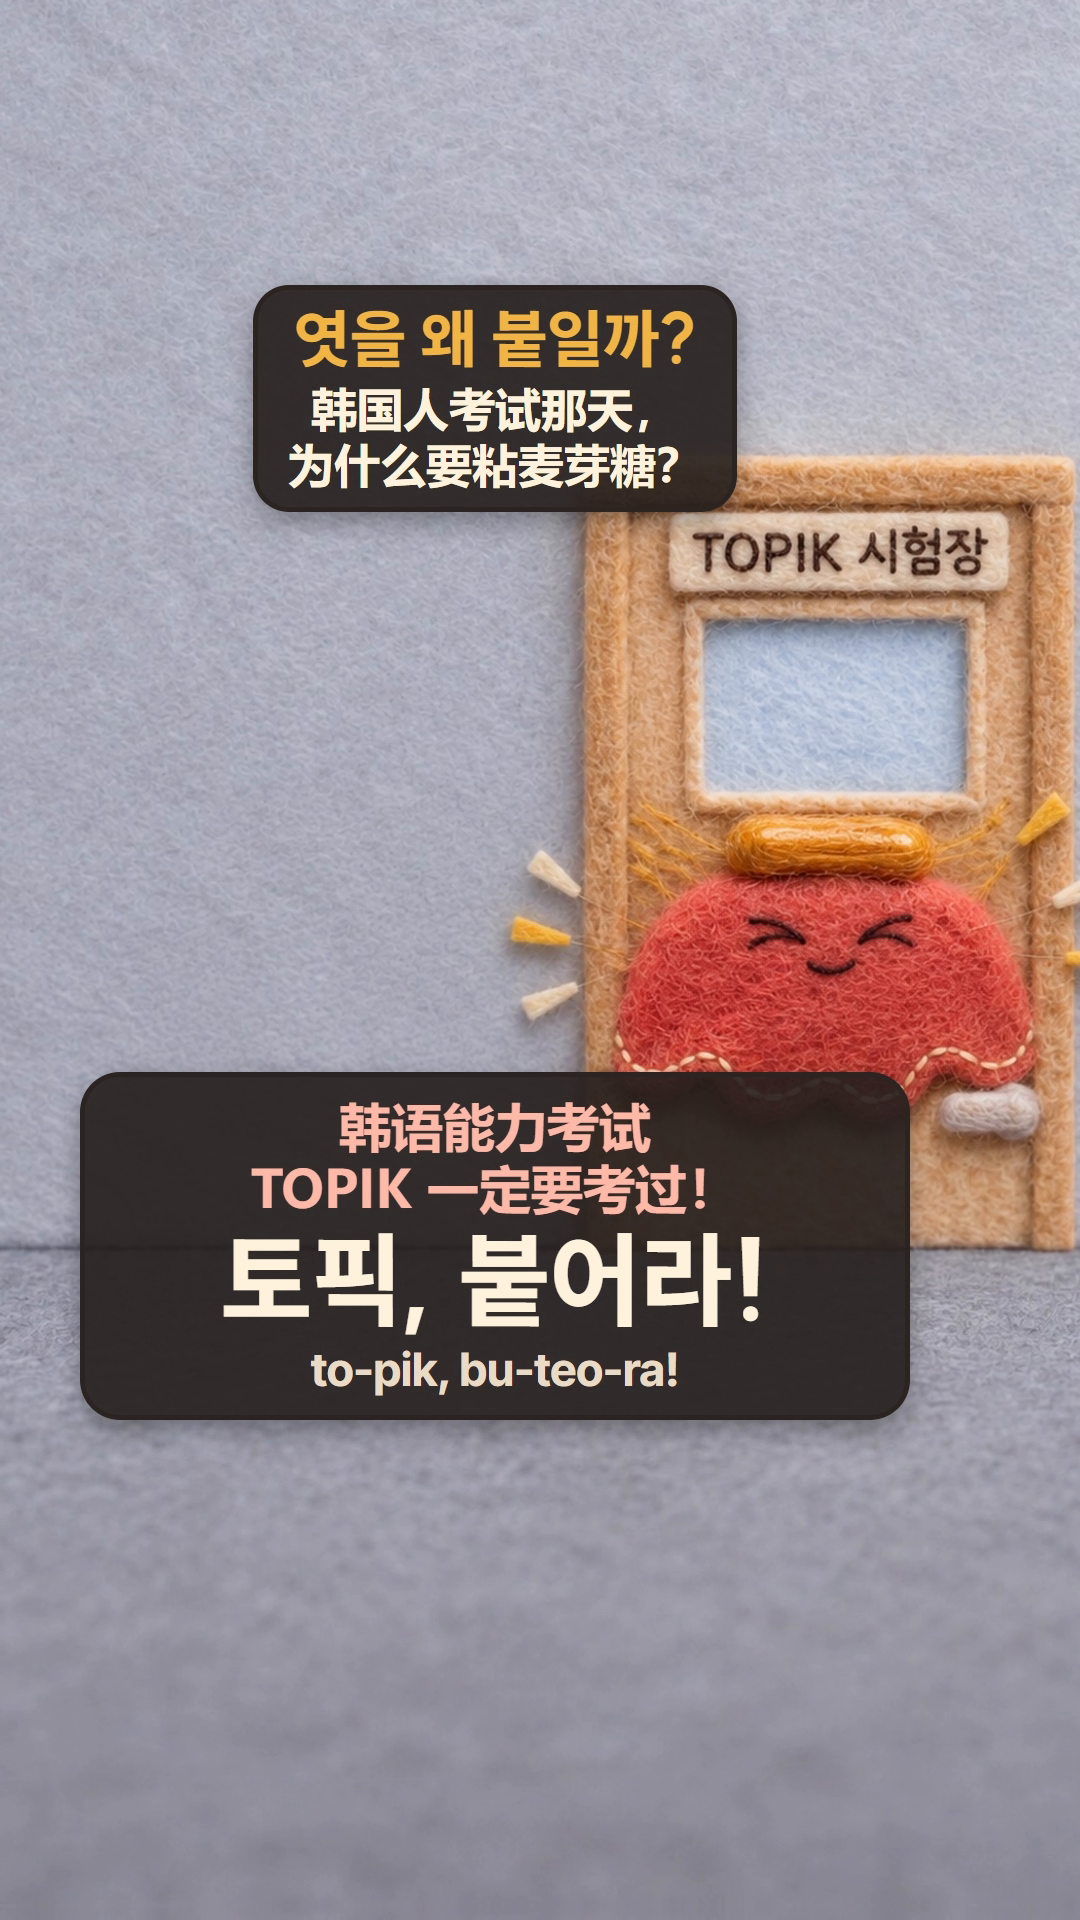 엿을 왜 붙일까?
韩国人考试那天，
为什么要粘麦芽糖？
TOPIK 시험장
韩语能力考试
TOPIK 一定要考过！
토픽, 붙어라!
to-pik, bu-teo-ra!